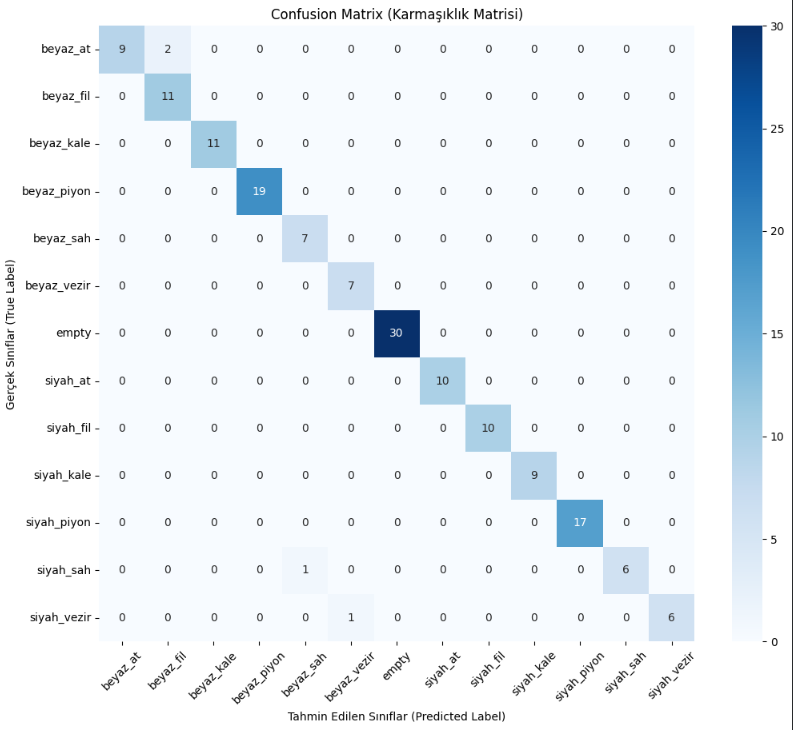 Confusion Matrix (Karmaşıklık Matrisi)
beyaz_at 9 2 0 0 0 0 0 0 0 0 0 0 0
beyaz_fil 0 11 0 0 0 0 0 0 0 0 0 0 0
beyaz_kale 0 0 11 0 0 0 0 0 0 0 0 0 0
beyaz_piyon 0 0 0 19 0 0 0 0 0 0 0 0 0
beyaz_sah 0 0 0 0 7 0 0 0 0 0 0 0 0
beyaz_vezir 0 0 0 0 0 7 0 0 0 0 0 0 0
empty 0 0 0 0 0 0 30 0 0 0 0 0 0
siyah_at 0 0 0 0 0 0 0 10 0 0 0 0 0
siyah_fil 0 0 0 0 0 0 0 0 10 0 0 0 0
siyah_kale 0 0 0 0 0 0 0 0 0 9 0 0 0
siyah_piyon 0 0 0 0 0 0 0 0 0 0 17 0 0
siyah_sah 0 0 0 0 1 0 0 0 0 0 0 6 0
siyah_vezir 0 0 0 0 0 1 0 0 0 0 0 0 6
beyaz_at beyaz_fil beyaz_kale beyaz_piyon beyaz_sah beyaz_vezir empty siyah_at siyah_fil siyah_kale siyah_piyon siyah_sah siyah_vezir
Tahmin Edilen Sınıflar (Predicted Label)
Gerçek Sınıflar (True Label)
30
25
20
15
10
5
0